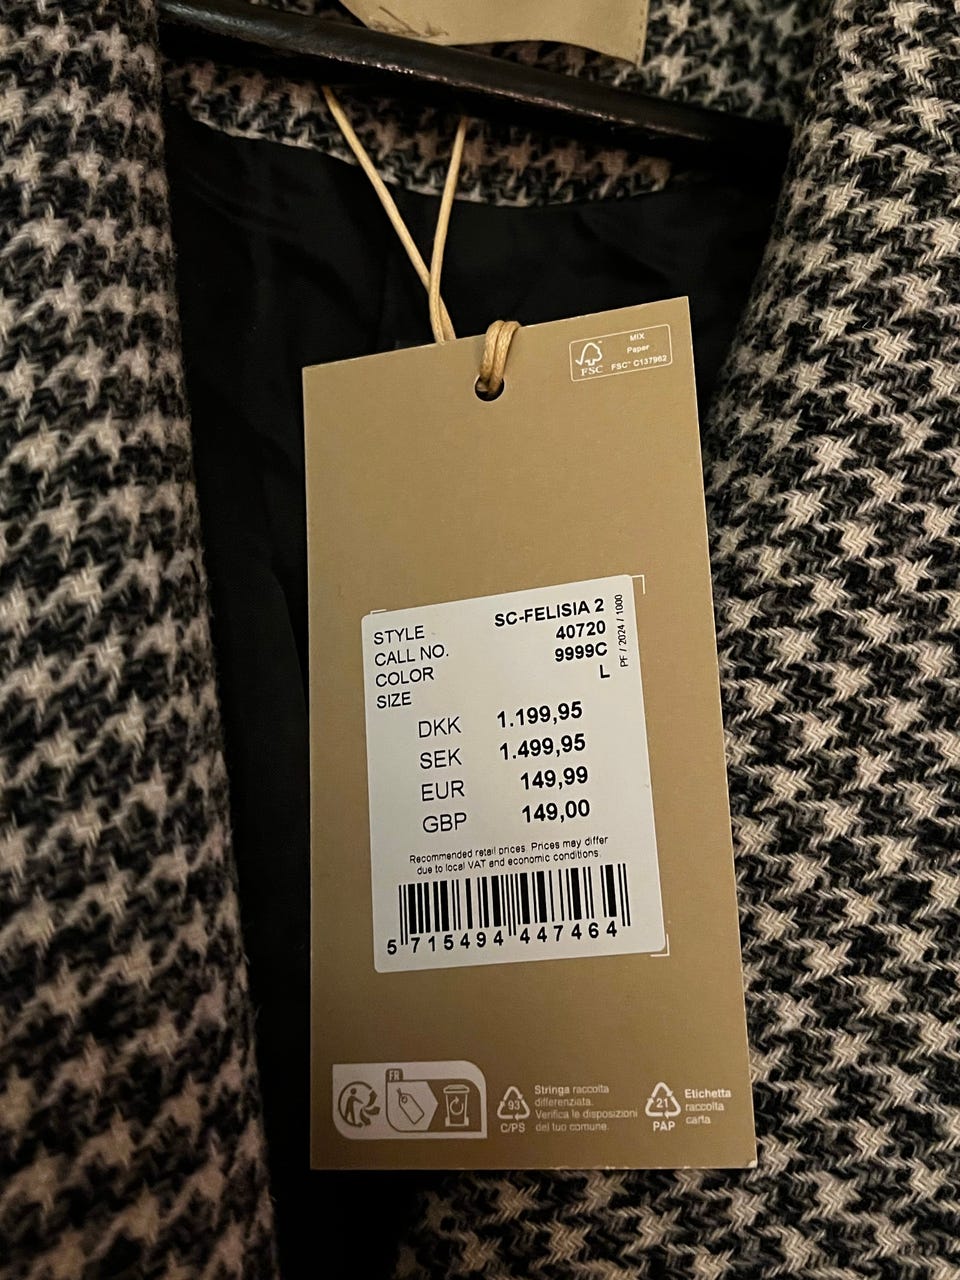 MIX
Paper
FSC™ C137962
FSC
STYLE SC-FELISIA 2
CALL NO. 40720
COLOR 9999C
SIZE L
PF / 2024 / 1000
DKK 1.199,95
SEK 1.499,95
EUR 149,99
GBP 149,00
Recommended retail prices. Prices may differ
due to local VAT and economic conditions.
5 715494 447464
FR
93
C/PS
Stringa raccolta
differenziata.
Verifica le disposizioni
del tuo comune.
21
PAP
Etichetta
raccolta
carta